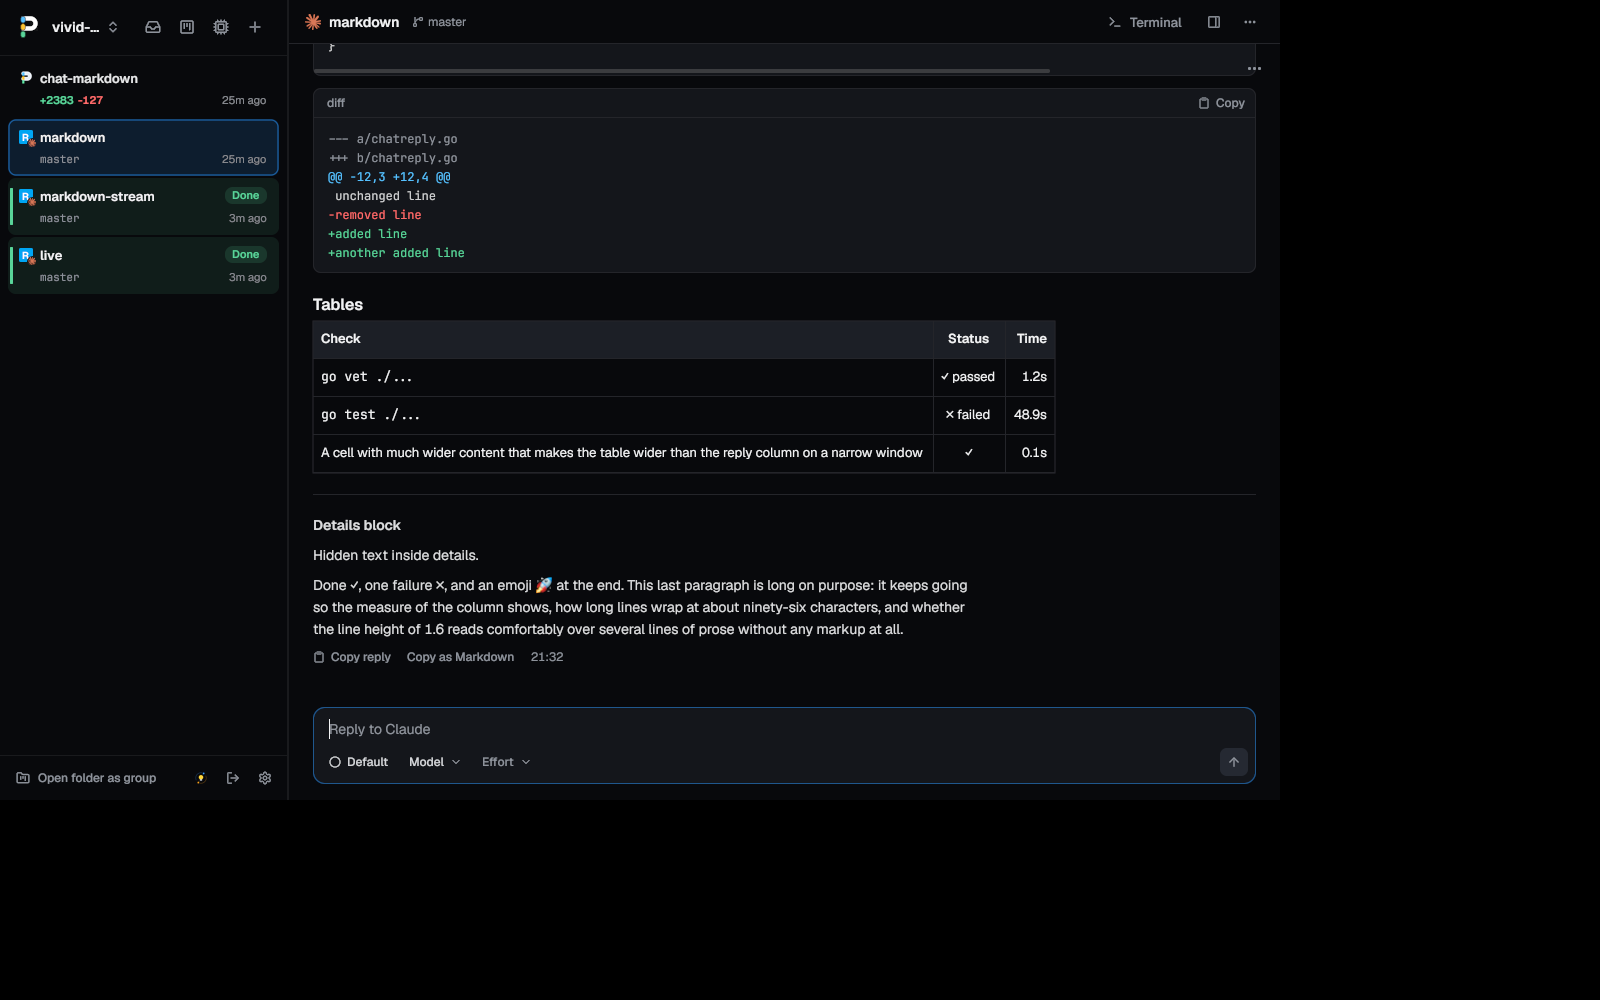 vivid-...
chat-markdown
+2383 -127
25m ago
markdown
master
25m ago
markdown-stream
Done
master
3m ago
live
Done
master
3m ago
Open folder as group
markdown
master
Terminal
}
diff
Copy
--- a/chatreply.go
+++ b/chatreply.go
@@ -12,3 +12,4 @@
unchanged line
-removed line
+added line
+another added line
Tables
Check Status Time
go vet ./... ✓ passed 1.2s
go test ./... ✕ failed 48.9s
A cell with much wider content that makes the table wider than the reply column on a narrow window ✓ 0.1s
Details block
Hidden text inside details.
Done ✓, one failure ✕, and an emoji 🚀 at the end. This last paragraph is long on purpose: it keeps going
so the measure of the column shows, how long lines wrap at about ninety-six characters, and whether
the line height of 1.6 reads comfortably over several lines of prose without any markup at all.
Copy reply Copy as Markdown 21:32
Reply to Claude
Default Model Effort